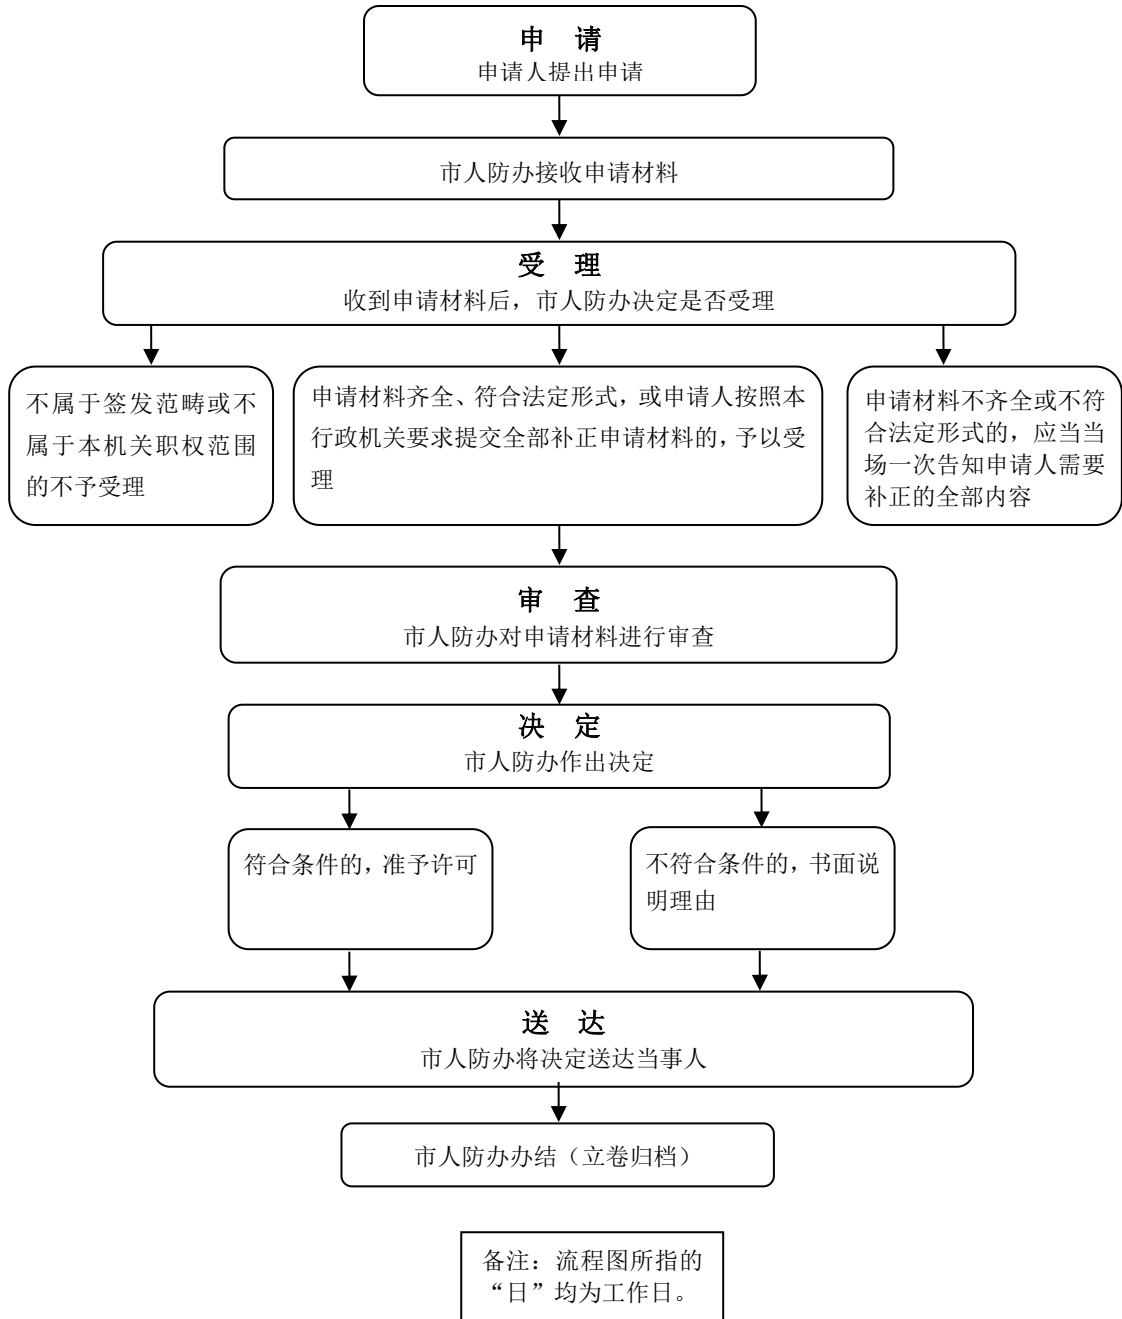 申 请
申请人提出申请
市人防办接收申请材料
受 理
收到申请材料后，市人防办决定是否受理
不属于签发范畴或不
属于本机关职权范围
的不予受理
申请材料齐全、符合法定形式，或申请人按照本
行政机关要求提交全部补正申请材料的，予以受
理
申请材料不齐全或不符
合法定形式的，应当当
场一次告知申请人需要
补正的全部内容
审 查
市人防办对申请材料进行审查
决 定
市人防办作出决定
符合条件的，准予许可
不符合条件的，书面说
明理由
送 达
市人防办将决定送达当事人
市人防办办结（立卷归档）
备注：流程图所指的
“日”均为工作日。